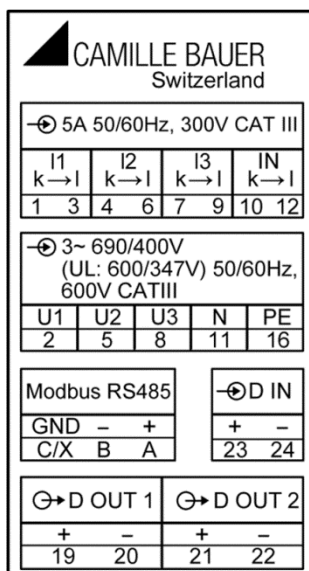 CAMILLE BAUER
Switzerland
5A 50/60Hz, 300V CAT III
I1 I2 I3 IN
k→l k→l k→l k→l
1 3 4 6 7 9 10 12
3~ 690/400V
(UL: 600/347V) 50/60Hz,
600V CATIII
U1 U2 U3 N PE
2 5 8 11 16
Modbus RS485
GND – +
C/X B A
D IN
+ –
23 24
D OUT 1
+ –
19 20
D OUT 2
+ –
21 22